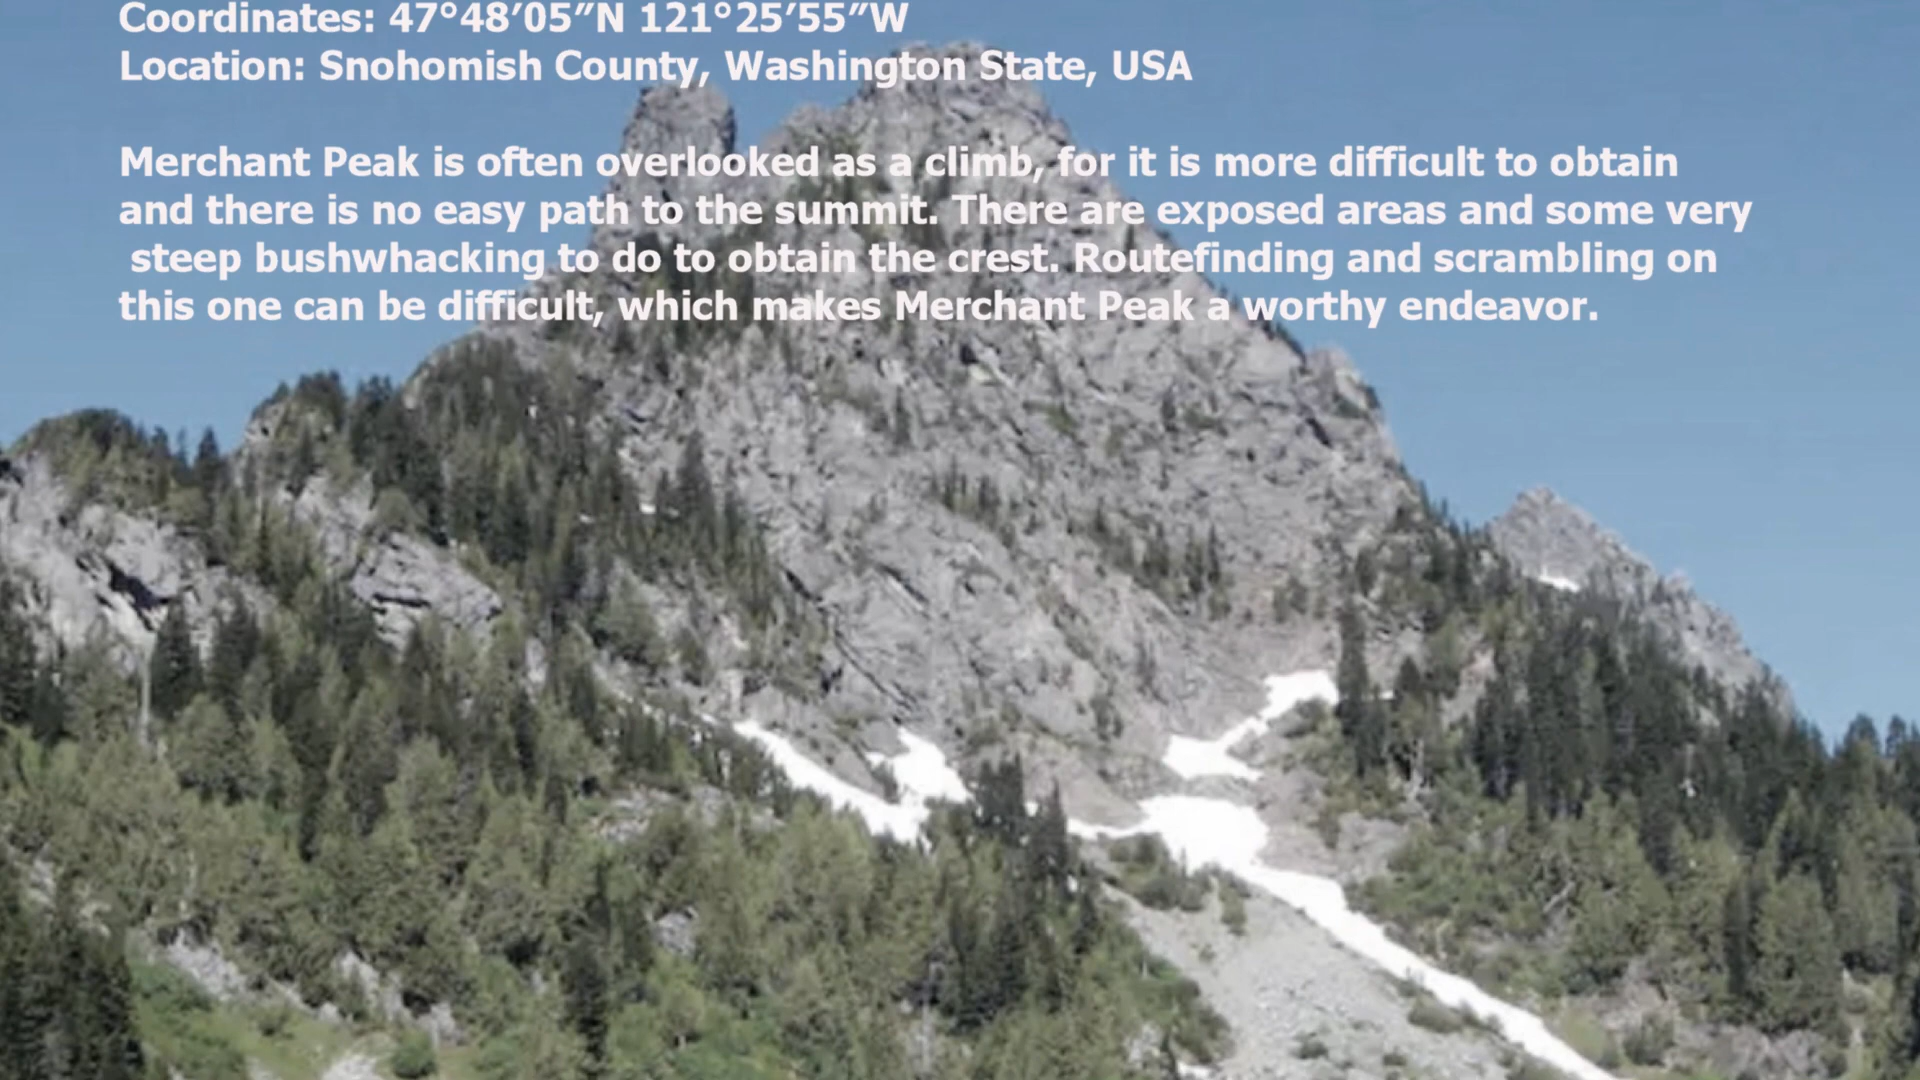 Coordinates: 47°48′05″N 121°25′55″W
Location: Snohomish County, Washington State, USA
Merchant Peak is often overlooked as a climb, for it is more difficult to obtain
and there is no easy path to the summit. There are exposed areas and some very
steep bushwhacking to do to obtain the crest. Routefinding and scrambling on
this one can be difficult, which makes Merchant Peak a worthy endeavor.